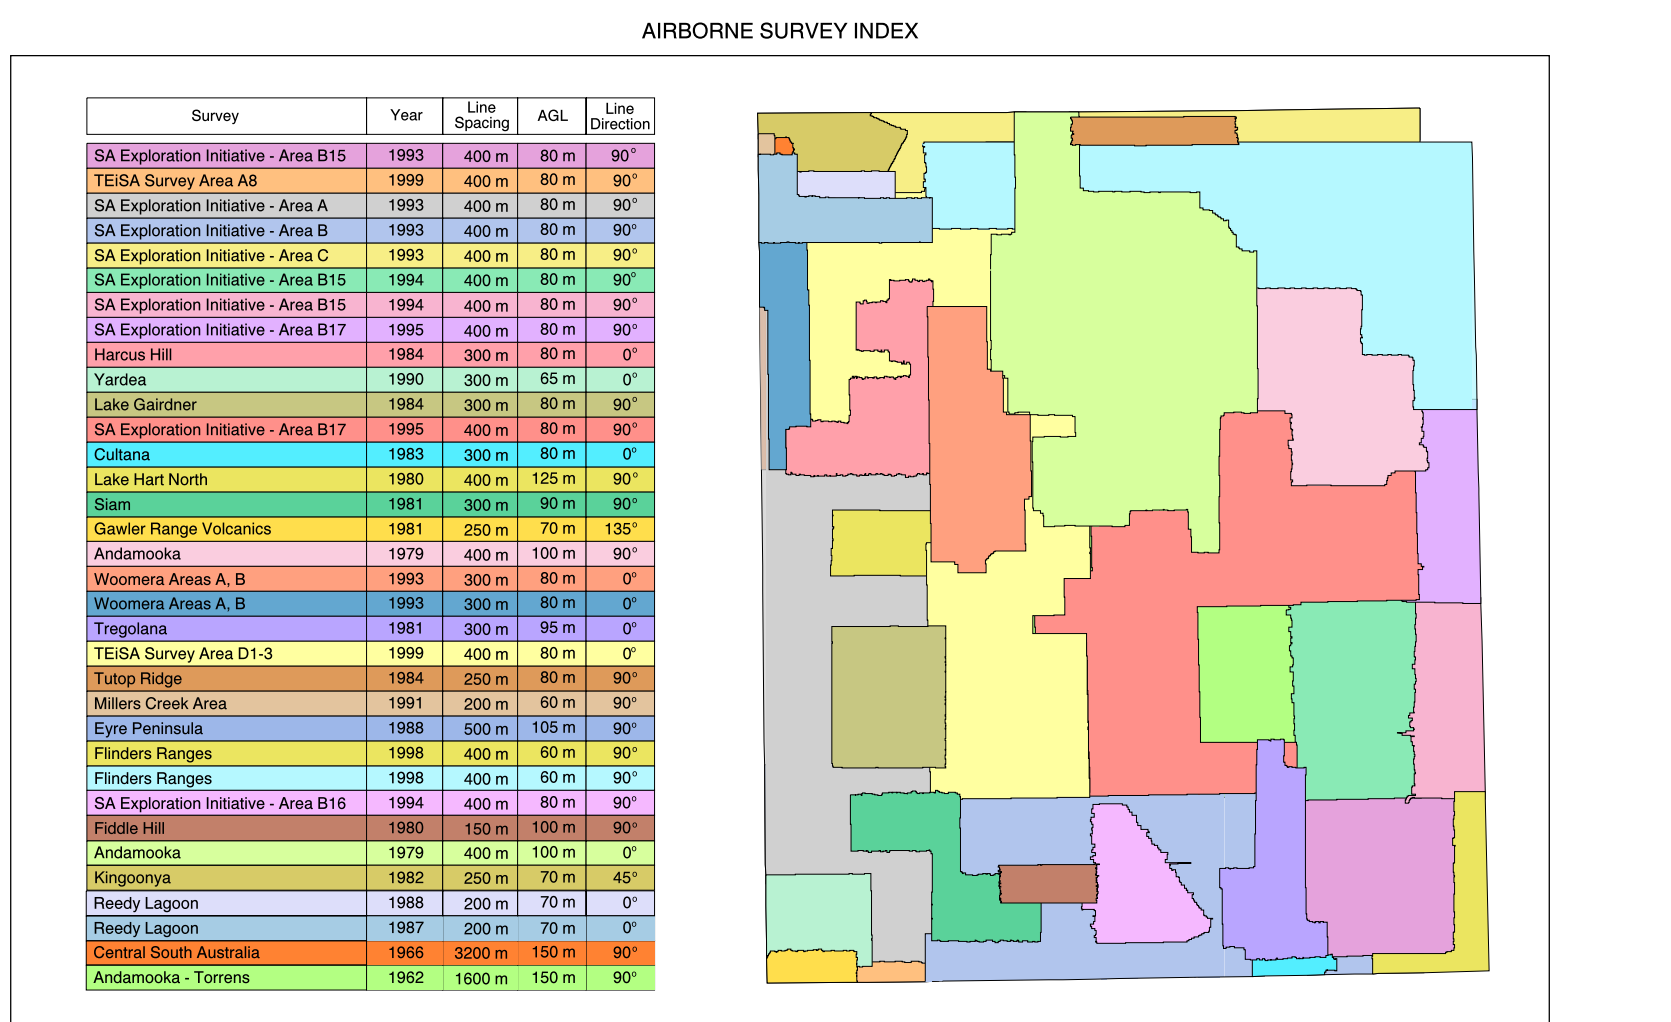 AIRBORNE SURVEY INDEX
Survey Year Line Spacing AGL Line Direction
SA Exploration Initiative - Area B15 1993 400 m 80 m 90°
TEiSA Survey Area A8 1999 400 m 80 m 90°
SA Exploration Initiative - Area A 1993 400 m 80 m 90°
SA Exploration Initiative - Area B 1993 400 m 80 m 90°
SA Exploration Initiative - Area C 1993 400 m 80 m 90°
SA Exploration Initiative - Area B15 1994 400 m 80 m 90°
SA Exploration Initiative - Area B15 1994 400 m 80 m 90°
SA Exploration Initiative - Area B17 1995 400 m 80 m 90°
Harcus Hill 1984 300 m 80 m 0°
Yardea 1990 300 m 65 m 0°
Lake Gairdner 1984 300 m 80 m 90°
SA Exploration Initiative - Area B17 1995 400 m 80 m 90°
Cultana 1983 300 m 80 m 0°
Lake Hart North 1980 400 m 125 m 90°
Siam 1981 300 m 90 m 90°
Gawler Range Volcanics 1981 250 m 70 m 135°
Andamooka 1979 400 m 100 m 90°
Woomera Areas A, B 1993 300 m 80 m 0°
Woomera Areas A, B 1993 300 m 80 m 0°
Tregolana 1981 300 m 95 m 0°
TEiSA Survey Area D1-3 1999 400 m 80 m 0°
Tutop Ridge 1984 250 m 80 m 90°
Millers Creek Area 1991 200 m 60 m 90°
Eyre Peninsula 1988 500 m 105 m 90°
Flinders Ranges 1998 400 m 60 m 90°
Flinders Ranges 1998 400 m 60 m 90°
SA Exploration Initiative - Area B16 1994 400 m 80 m 90°
Fiddle Hill 1980 150 m 100 m 90°
Andamooka 1979 400 m 100 m 0°
Kingoonya 1982 250 m 70 m 45°
Reedy Lagoon 1988 200 m 70 m 0°
Reedy Lagoon 1987 200 m 70 m 0°
Central South Australia 1966 3200 m 150 m 90°
Andamooka - Torrens 1962 1600 m 150 m 90°